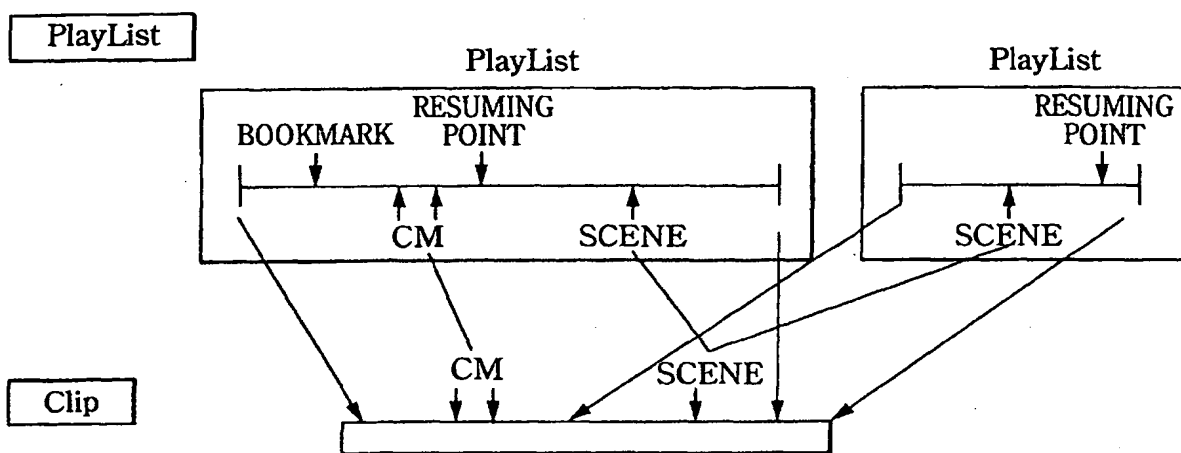 PlayList
PlayList
PlayList
BOOKMARK
RESUMING
POINT
CM
SCENE
RESUMING
POINT
SCENE
CM
SCENE
Clip